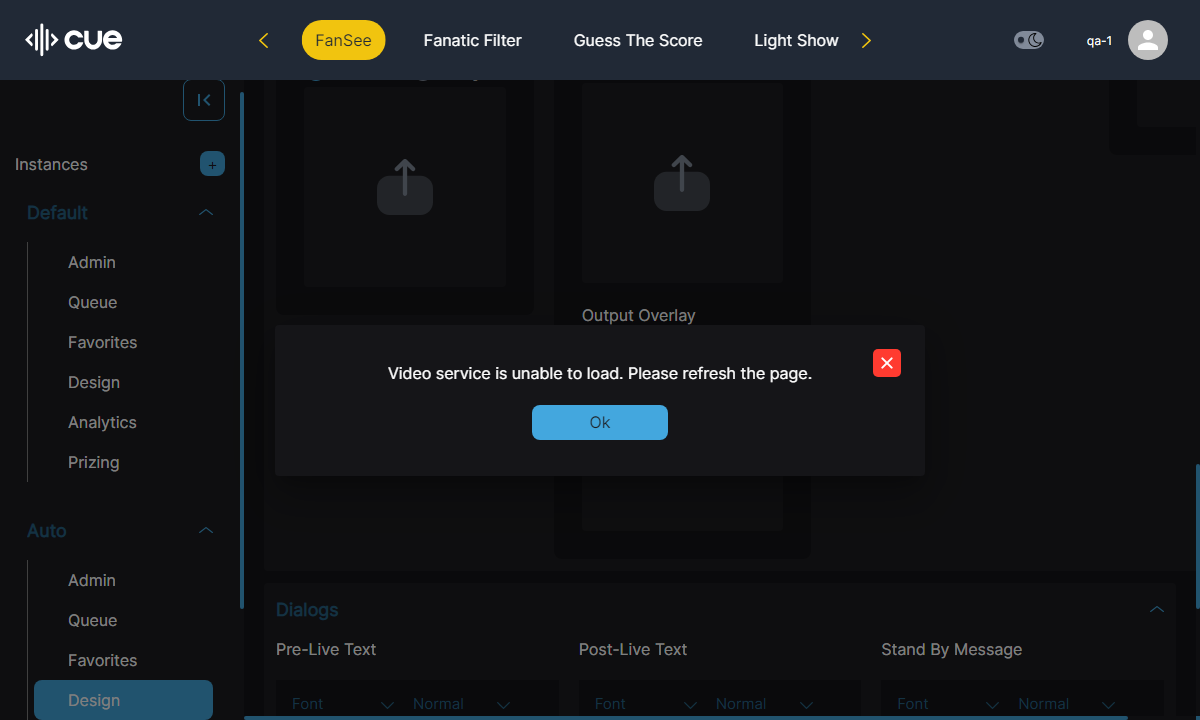 cue
FanSee
Fanatic Filter
Guess The Score
Light Show
qa-1
Instances
+
Default
Admin
Queue
Favorites
Design
Analytics
Prizing
Auto
Admin
Queue
Favorites
Design
Output Overlay
Video service is unable to load. Please refresh the page.
Ok
Dialogs
Pre-Live Text
Post-Live Text
Stand By Message
Font
Normal
Font
Normal
Font
Normal